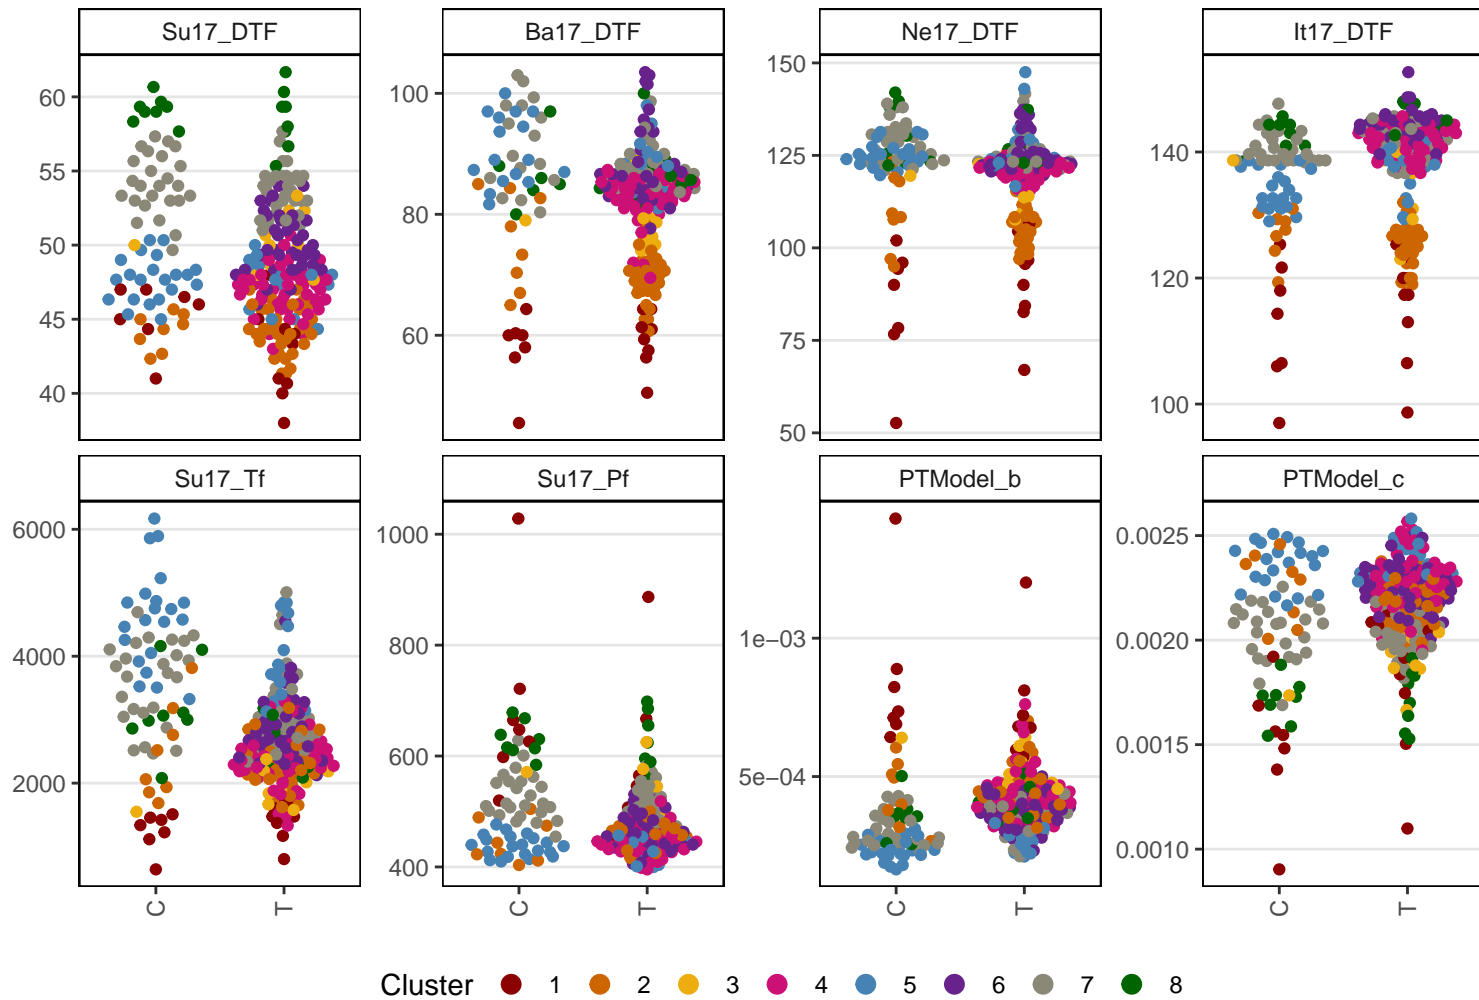 Su17_DTF Ba17_DTF Ne17_DTF It17_DTF
60 55 50 45 40
100 80 60
150 125 100 75 50
140 120 100
Su17_Tf Su17_Pf PTModel_b PTModel_c
6000 4000 2000
1000 800 600 400
1e−03 5e−04
0.0025 0.0020 0.0015 0.0010
C T C T C T C T
Cluster 1 2 3 4 5 6 7 8